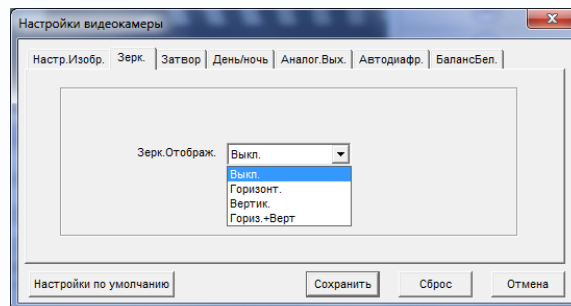 Настройки видеокамеры
Настр.Изобр. Зерк. Затвор День/ночь Аналог.Вых. Автодиафр. БалансБел.
Зерк.Отображ. Выкл.
Выкл.
Горизонт.
Вертик.
Гориз.+Верт
Настройки по умолчанию Сохранить Сброс Отмена